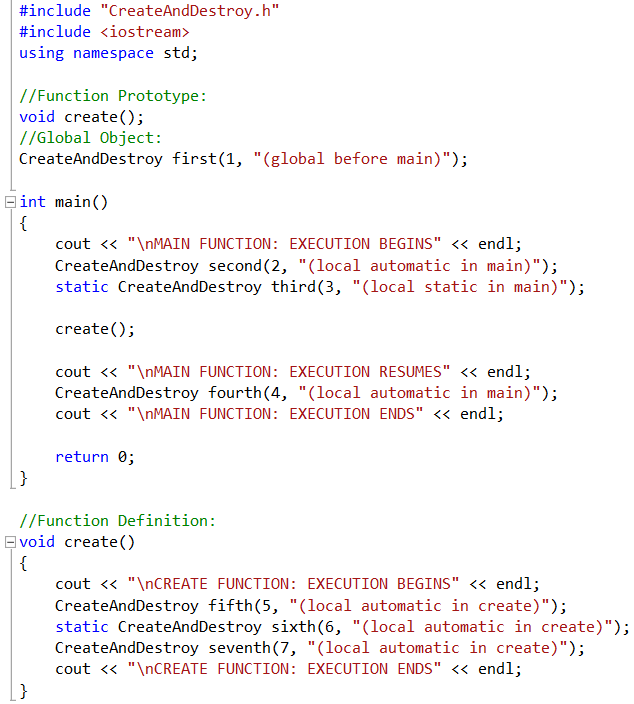 #include "CreateAndDestroy.h"
#include <iostream>
using namespace std;

//Function Prototype:
void create();
//Global Object:
CreateAndDestroy first(1, "(global before main)");

int main()
{
    cout << "\nMAIN FUNCTION: EXECUTION BEGINS" << endl;
    CreateAndDestroy second(2, "(local automatic in main)");
    static CreateAndDestroy third(3, "(local static in main)");

    create();

    cout << "\nMAIN FUNCTION: EXECUTION RESUMES" << endl;
    CreateAndDestroy fourth(4, "(local automatic in main)");
    cout << "\nMAIN FUNCTION: EXECUTION ENDS" << endl;

    return 0;
}

//Function Definition:
void create()
{
    cout << "\nCREATE FUNCTION: EXECUTION BEGINS" << endl;
    CreateAndDestroy fifth(5, "(local automatic in create)");
    static CreateAndDestroy sixth(6, "(local automatic in create)");
    CreateAndDestroy seventh(7, "(local automatic in create)");
    cout << "\nCREATE FUNCTION: EXECUTION ENDS" << endl;
}